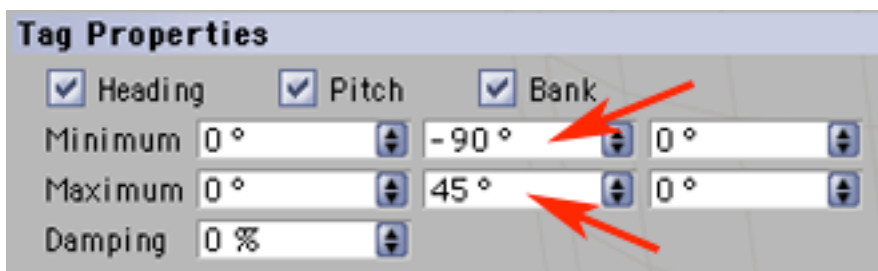 Tag Properties
Heading Pitch Bank
Minimum 0 ° -90 ° 0 °
Maximum 0 ° 45 ° 0 °
Damping 0 %